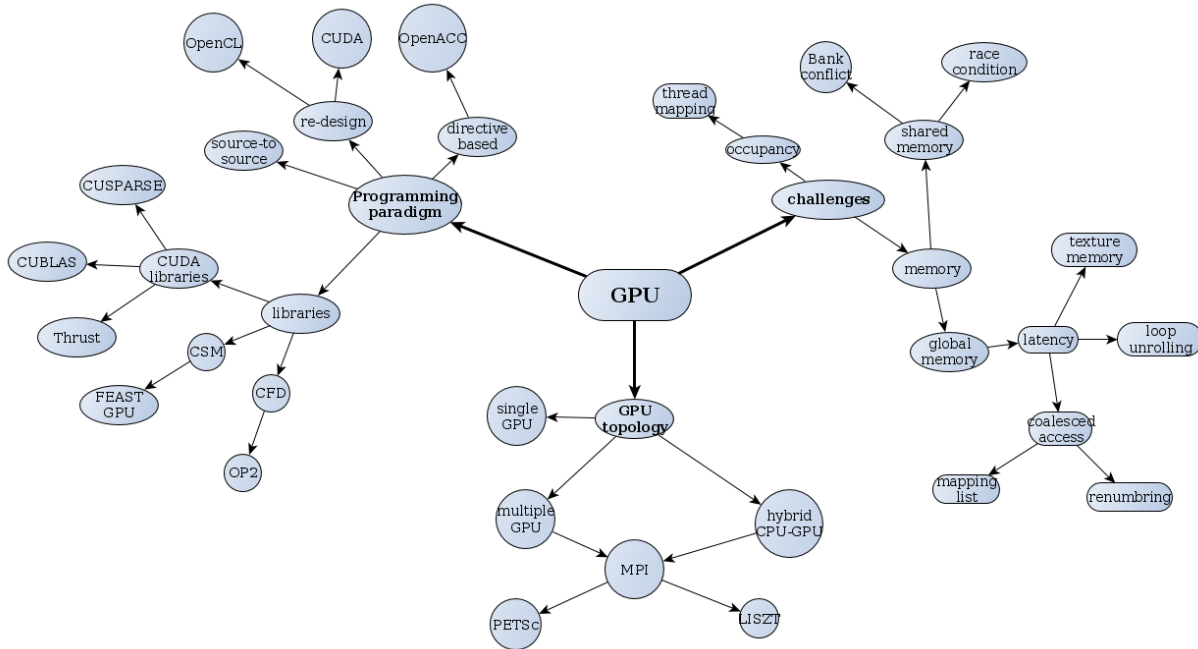 OpenCL
CUDA
OpenACC
re-design
directive
based
source-to
source
Programming
paradigm
CUSPARSE
CUBLAS
CUDA
libraries
Thrust
libraries
CSM
FEAST
GPU
CFD
OP2
GPU
Bank
conflict
race
condition
thread
mapping
shared
memory
occupancy
challenges
memory
texture
memory
global
memory
latency
loop
unrolling
coalesced
access
mapping
list
renumbring
single
GPU
GPU
topology
multiple
GPU
hybrid
CPU-GPU
MPI
PETSc
LISZT